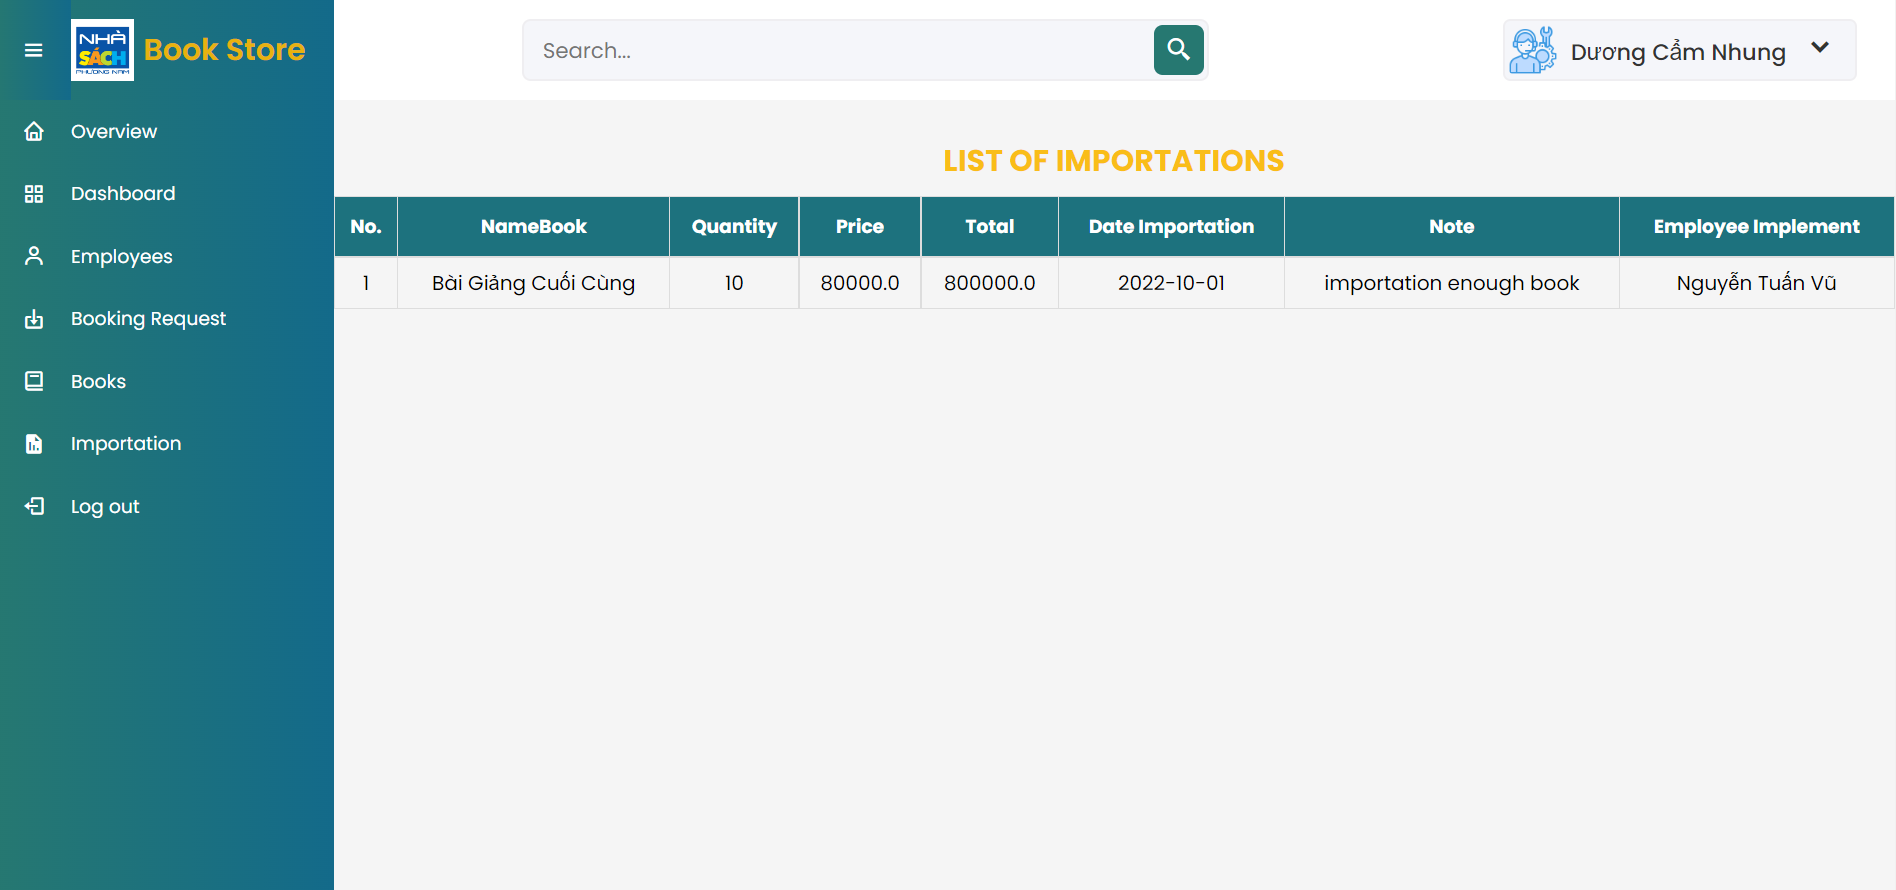 NHÀ
SÁCH
PHƯƠNG NAM
Book Store
Search...
Dương Cẩm Nhung
Overview
Dashboard
Employees
Booking Request
Books
Importation
Log out
LIST OF IMPORTATIONS
No. NameBook Quantity Price Total Date Importation Note Employee Implement
1 Bài Giảng Cuối Cùng 10 80000.0 800000.0 2022-10-01 importation enough book Nguyễn Tuấn Vũ